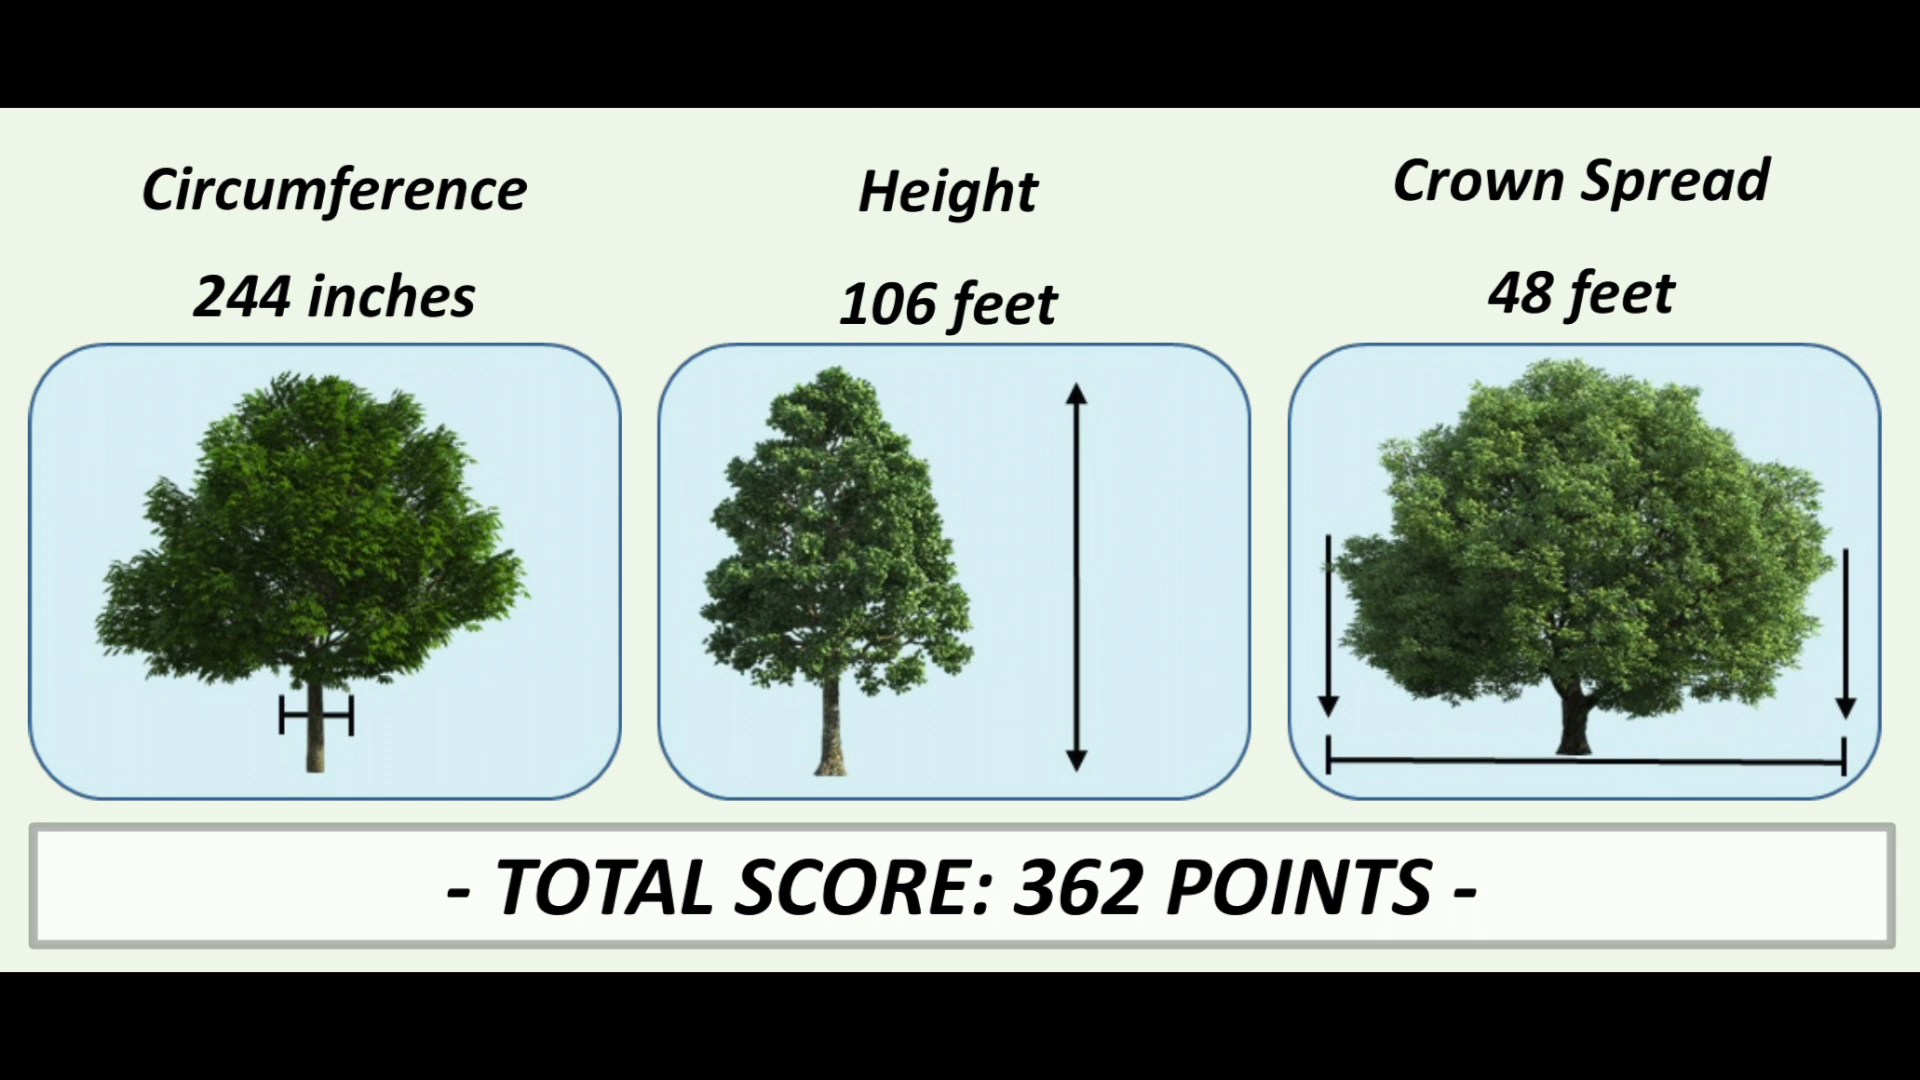 Circumference
244 inches
Height
106 feet
Crown Spread
48 feet
- TOTAL SCORE: 362 POINTS -